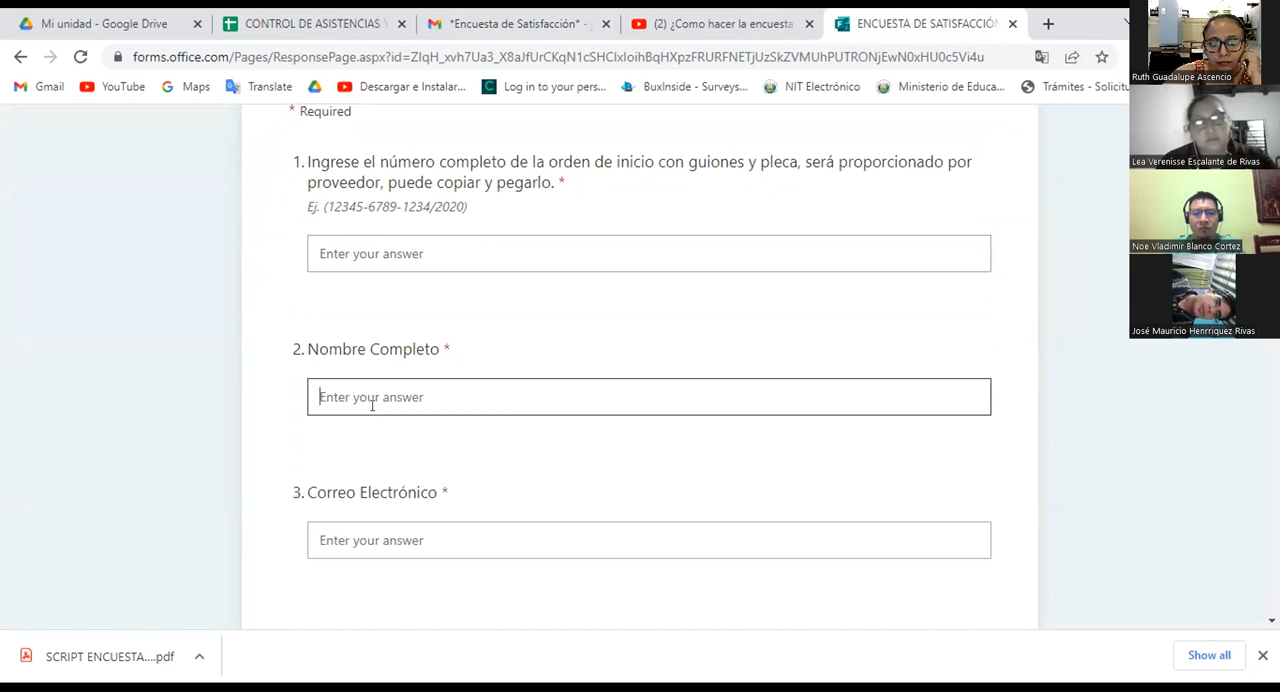 Mi unidad - Google Drive
CONTROL DE ASISTENCIAS
*Encuesta de Satisfacción* -
(2) ¿Como hacer la encuesta
ENCUESTA DE SATISFACCIÓN
forms.office.com/Pages/ResponsePage.aspx?id=
Gmail
YouTube
Maps
Translate
Descargar e Instalar...
Log in to your pers...
BuxInside - Surveys...
NIT Electrónico
Ministerio de Educa...
Trámites - Solicitu
* Required
1. Ingrese el número completo de la orden de inicio con guiones y pleca, será proporcionado por
proveedor, puede copiar y pegarlo. *
Ej. (12345-6789-1234/2020)
Enter your answer
2. Nombre Completo *
Enter your answer
3. Correo Electrónico *
Enter your answer
SCRIPT ENCUESTA....pdf
Show all
Ruth Guadalupe Ascencio
Lea Verenisse Escalante de Rivas
Noe Vladimir Blanco Cortez
José Mauricio Henrriquez Rivas